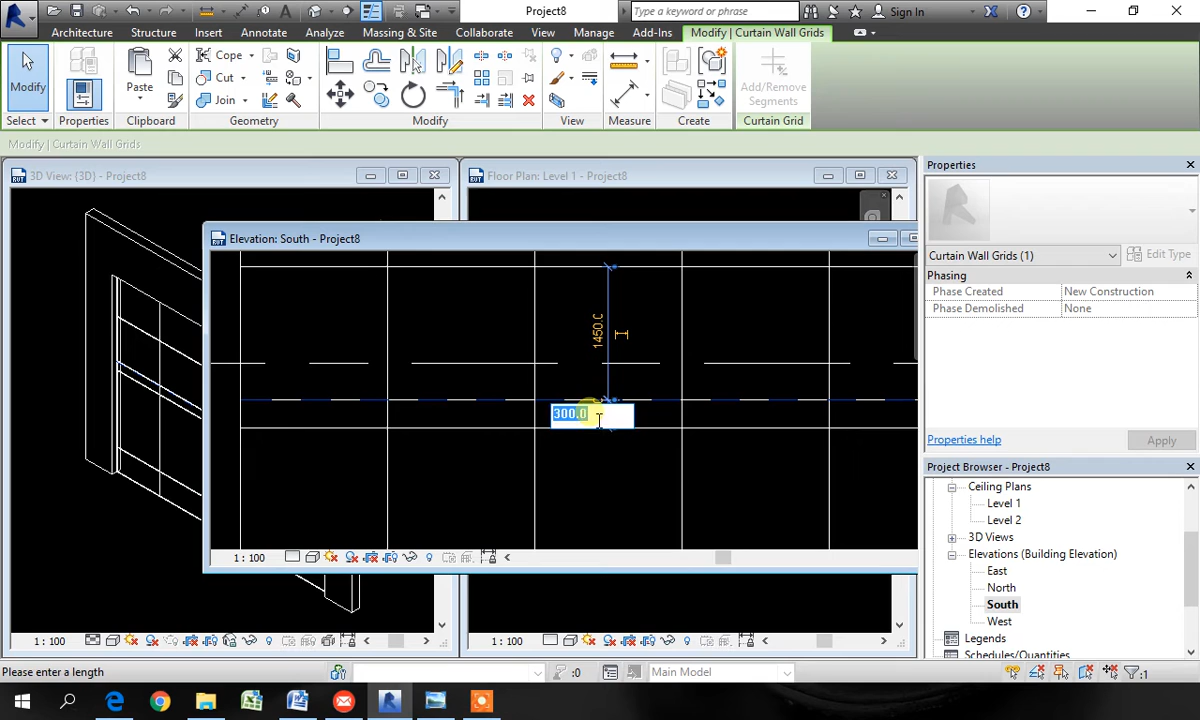 Project8
Type a keyword or phrase
Sign In
Architecture
Structure
Insert
Annotate
Analyze
Massing & Site
Collaborate
View
Manage
Add-Ins
Modify | Curtain Wall Grids
Modify
Paste
Cope
Cut
Join
Add/Remove
Segments
Select
Properties
Clipboard
Geometry
Modify
View
Measure
Create
Curtain Grid
Modify | Curtain Wall Grids
3D View: {3D} - Project8
Floor Plan: Level 1 - Project8
Elevation: South - Project8
1450.0
300.0
1 : 100
1 : 100
1 : 100
Properties
Curtain Wall Grids (1)
Edit Type
Phasing
Phase Created
New Construction
Phase Demolished
None
Properties help
Apply
Project Browser - Project8
Ceiling Plans
Level 1
Level 2
3D Views
Elevations (Building Elevation)
East
North
South
West
Legends
Schedules/Quantities
Please enter a length
:0
Main Model
:1